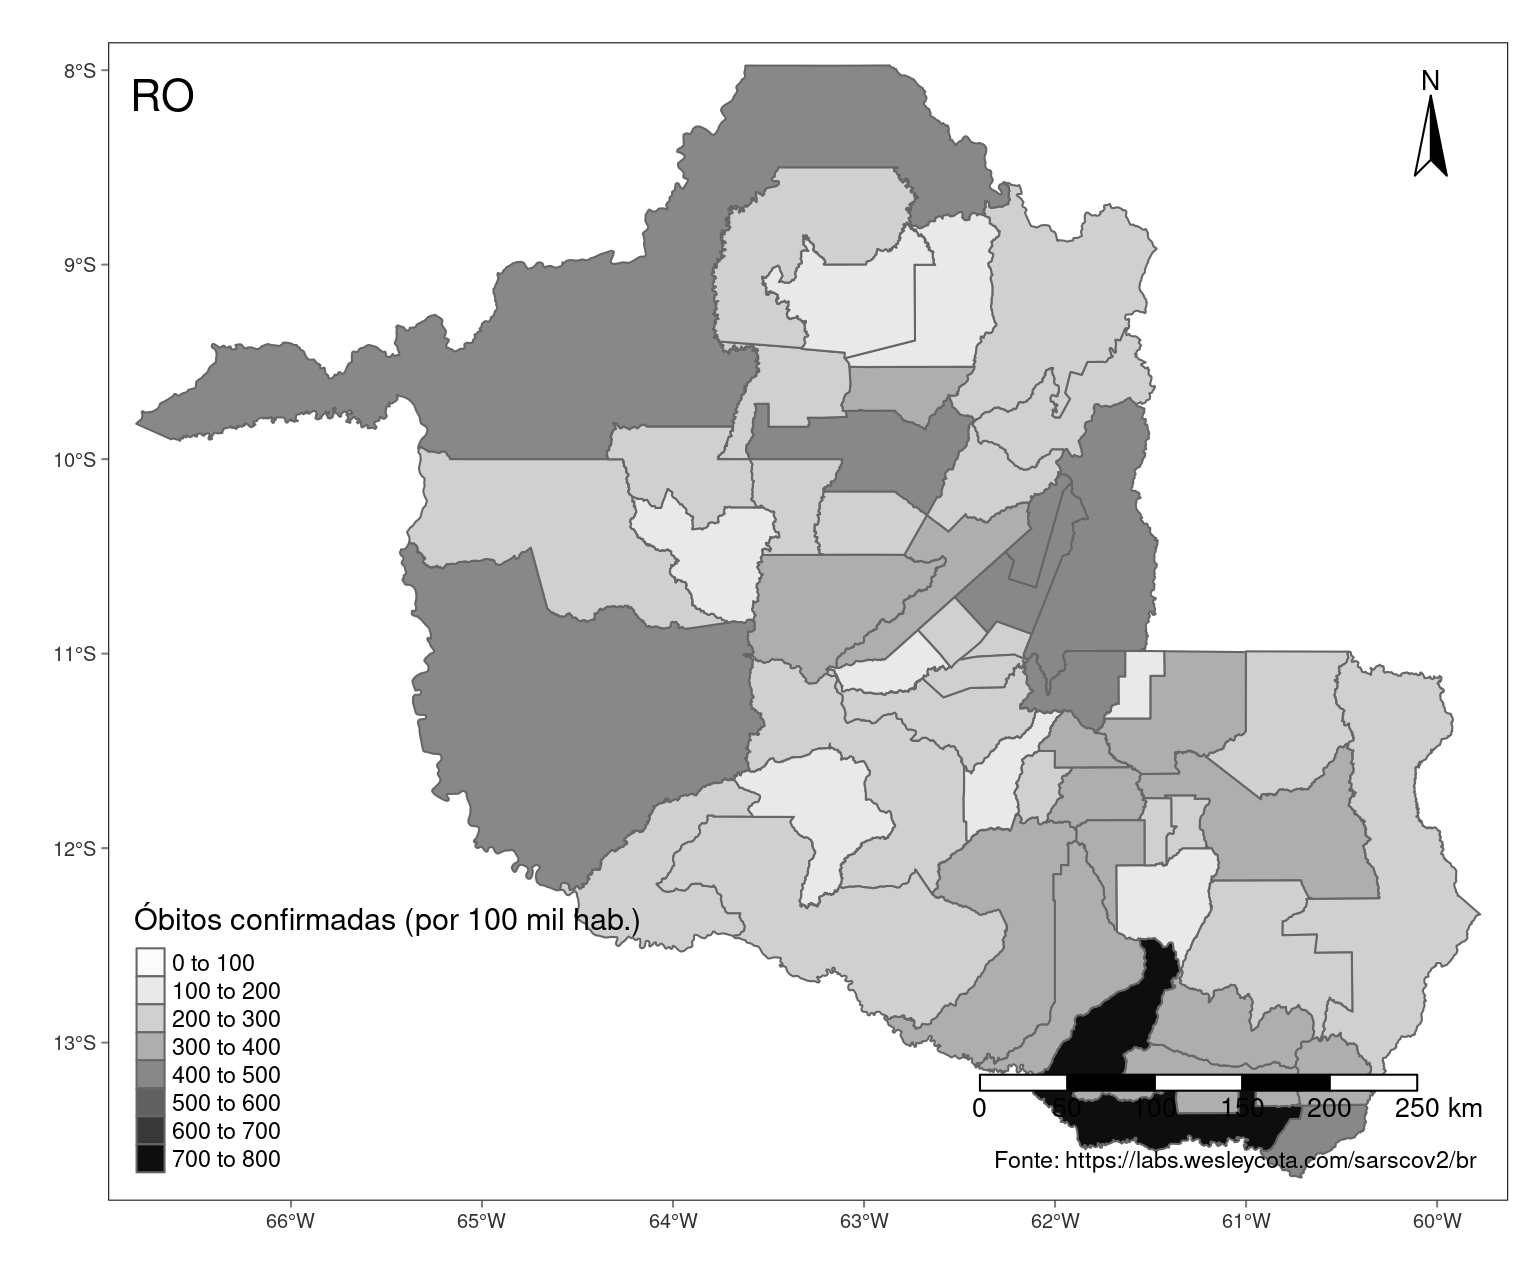 RO
N
8°S
9°S
10°S
11°S
12°S
13°S
Óbitos confirmadas (por 100 mil hab.)
0 to 100
100 to 200
200 to 300
300 to 400
400 to 500
500 to 600
600 to 700
700 to 800
0 50 100 150 200 250 km
Fonte: https://labs.wesleycota.com/sarscov2/br
66°W 65°W 64°W 63°W 62°W 61°W 60°W